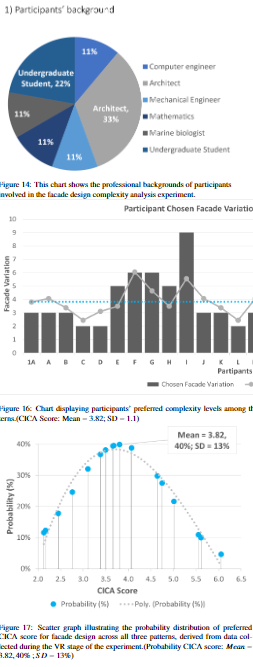 1) Participants' background
11%
Undergraduate
Student, 22%
Architect,
33%
11%
11%
11%
Computer engineer
Architect
Mechanical Engineer
Mathematics
Marine biologist
Undergraduate Student
Figure 14: This chart shows the professional backgrounds of participants
involved in the facade design complexity analysis experiment.
Participant Chosen Facade Variatio
Facade Variation
10
9
8
7
6
5
4
3
2
1
0
1A A B C D E F G H I J K L
Partipants
Chosen Facade Variation
Figure 16: Chart displaying participants' preferred complexity levels among th
terns.(CICA Score: Mean = 3.82; SD = 1.1)
Mean = 3.82,
40%; SD = 13%
Probability (%)
40%
30%
20%
10%
0%
2.0 2.5 3.0 3.5 4.0 4.5 5.0 5.5 6.0 6.5
CICA Score
Probability (%) Poly. (Probability (%))
Figure 17: Scatter graph illustrating the probability distribution of preferred
CICA score for facade design across all three patterns, derived from data col-
lected during the VR stage of the experiment.(Probability CICA score: Mean =
3.82,40% ; SD = 13%)